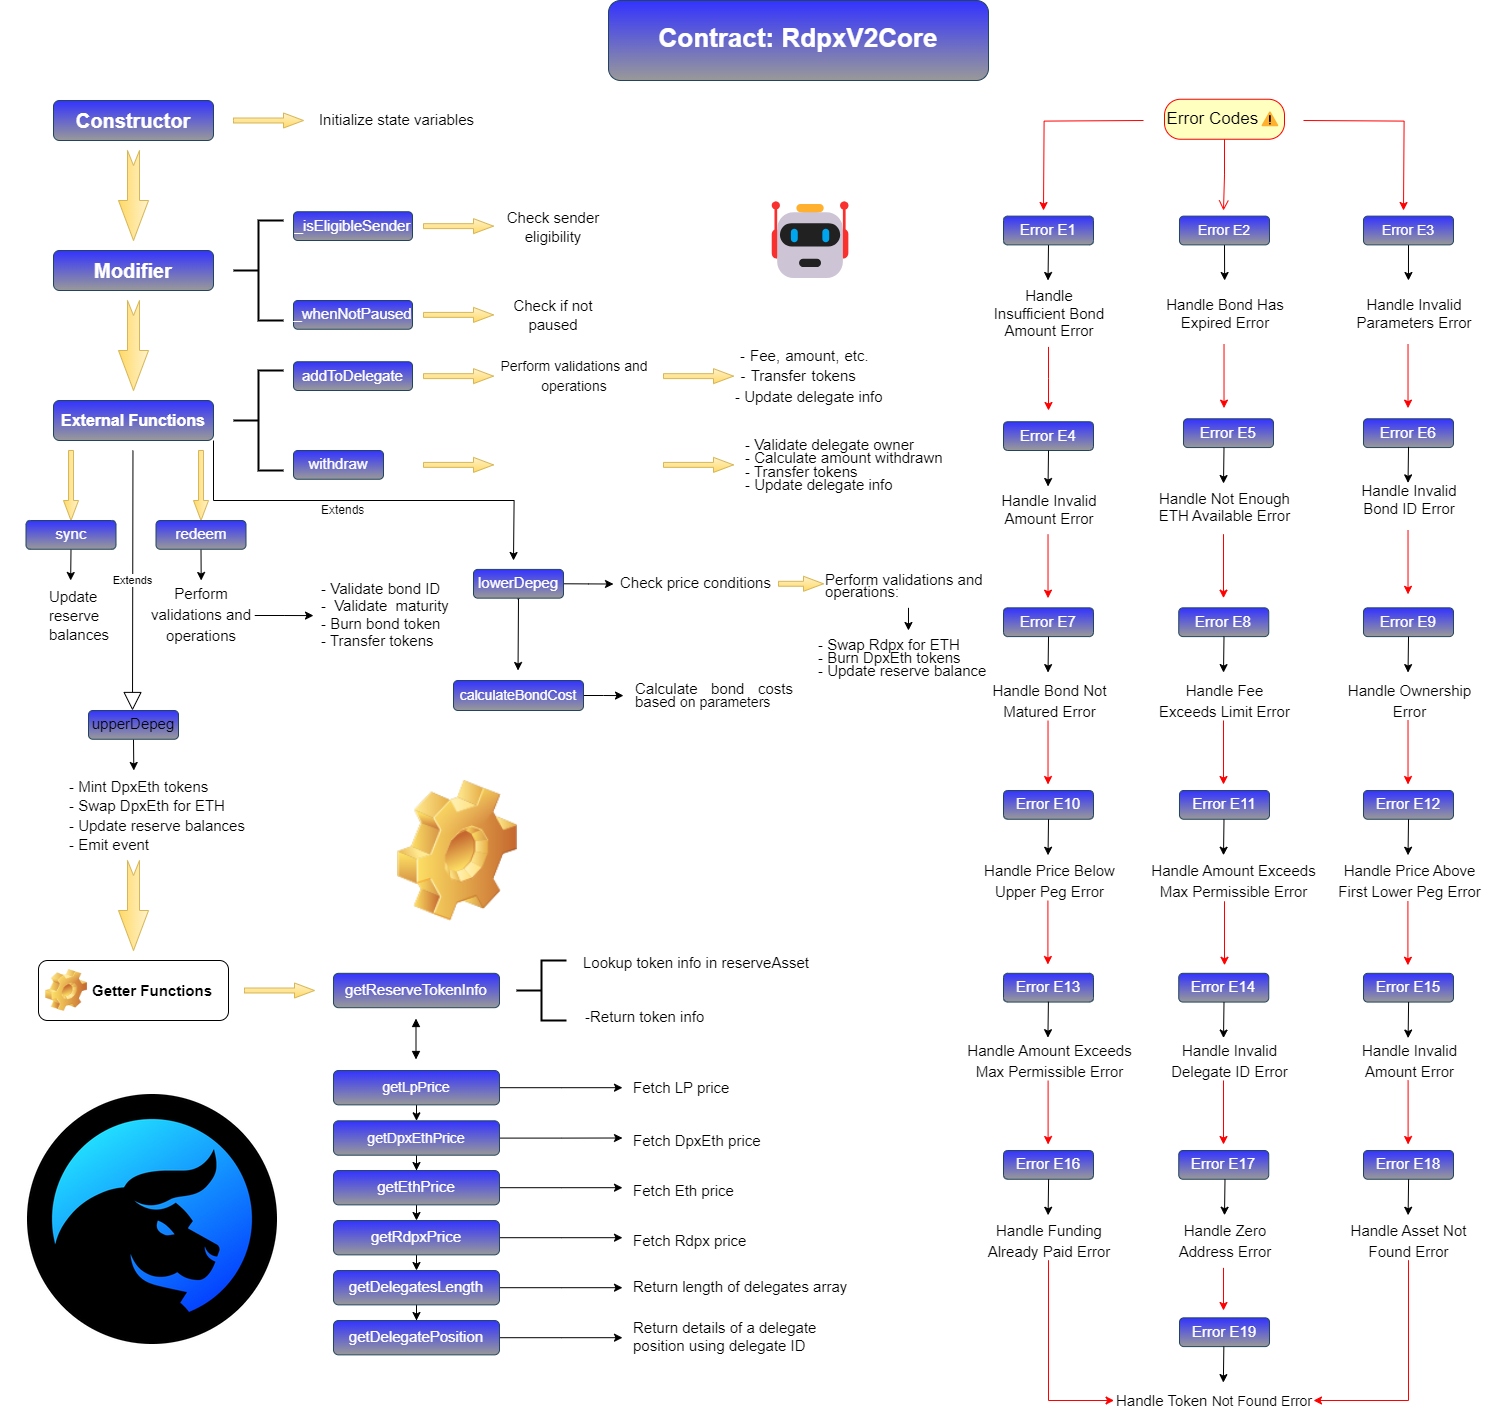 Contract: RdpxV2Core
Constructor
Initialize state variables
Modifier
_isEligibleSender
Check sender
eligibility
_whenNotPaused
Check if not
paused
External Functions
addToDelegate
Perform validations and
operations
- Fee, amount, etc.
- Transfer tokens
- Update delegate info
withdraw
- Validate delegate owner
- Calculate amount withdrawn
- Transfer tokens
- Update delegate info
Extends
sync
Update
reserve
balances
Extends
redeem
Perform
validations and
operations
- Validate bond ID
- Validate maturity
- Burn bond token
- Transfer tokens
lowerDepeg
Check price conditions
Perform validations and
operations:
- Swap Rdpx for ETH
- Burn DpxEth tokens
- Update reserve balance
calculateBondCost
Calculate bond costs
based on parameters
upperDepeg
- Mint DpxEth tokens
- Swap DpxEth for ETH
- Update reserve balances
- Emit event
Getter Functions
getReserveTokenInfo
Lookup token info in reserveAsset
-Return token info
getLpPrice
Fetch LP price
getDpxEthPrice
Fetch DpxEth price
getEthPrice
Fetch Eth price
getRdpxPrice
Fetch Rdpx price
getDelegatesLength
Return length of delegates array
getDelegatePosition
Return details of a delegate
position using delegate ID
Error Codes
Error E1
Handle
Insufficient Bond
Amount Error
Error E2
Handle Bond Has
Expired Error
Error E3
Handle Invalid
Parameters Error
Error E4
Handle Invalid
Amount Error
Error E5
Handle Not Enough
ETH Available Error
Error E6
Handle Invalid
Bond ID Error
Error E7
Handle Bond Not
Matured Error
Error E8
Handle Fee
Exceeds Limit Error
Error E9
Handle Ownership
Error
Error E10
Handle Price Below
Upper Peg Error
Error E11
Handle Amount Exceeds
Max Permissible Error
Error E12
Handle Price Above
First Lower Peg Error
Error E13
Handle Amount Exceeds
Max Permissible Error
Error E14
Handle Invalid
Delegate ID Error
Error E15
Handle Invalid
Amount Error
Error E16
Handle Funding
Already Paid Error
Error E17
Handle Zero
Address Error
Error E18
Handle Asset Not
Found Error
Error E19
Handle Token Not Found Error